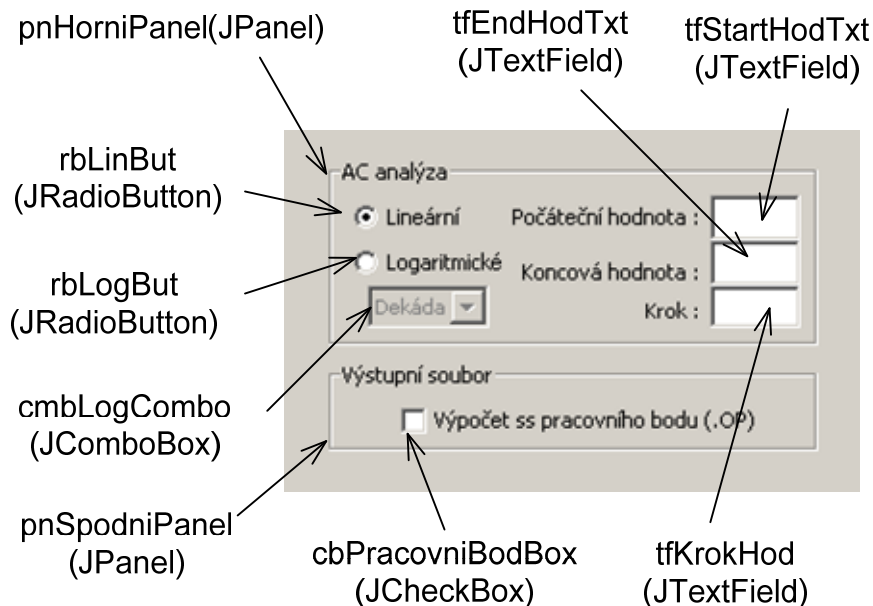 pnHorniPanel(JPanel)
tfEndHodTxt
(JTextField)
tfStartHodTxt
(JTextField)
rbLinBut
(JRadioButton)
rbLogBut
(JRadioButton)
cmbLogCombo
(JComboBox)
pnSpodniPanel
(JPanel)
AC analýza
Lineární
Počáteční hodnota :
Logaritmické
Koncová hodnota :
Dekáda
Krok :
Výstupní soubor
Výpočet ss pracovního bodu (.OP)
cbPracovniBodBox
(JCheckBox)
tfKrokHod
(JTextField)